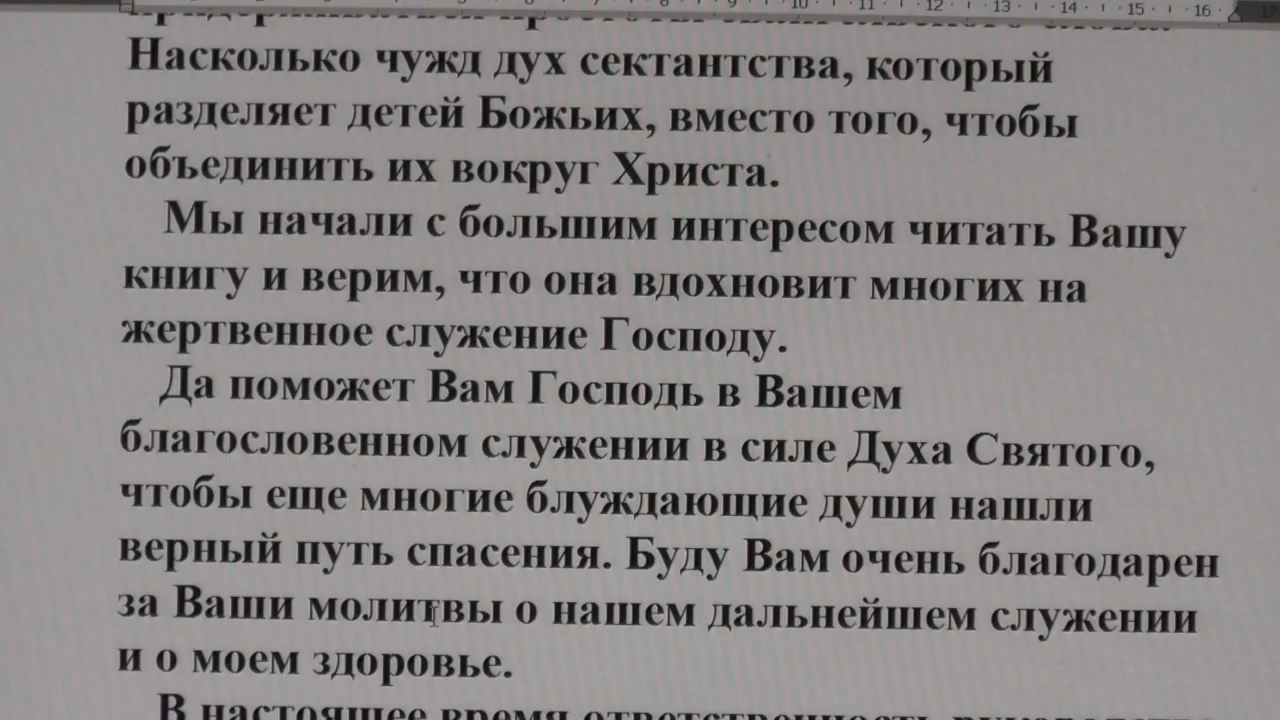 Насколько чужд дух сектантства, который
разделяет детей Божьих, вместо того, чтобы
объединить их вокруг Христа.
Мы начали с большим интересом читать Вашу
книгу и верим, что она вдохновит многих на
жертвенное служение Господу.
Да поможет Вам Господь в Вашем
благословенном служении в силе Духа Святого,
чтобы еще многие блуждающие души нашли
верный путь спасения. Буду Вам очень благодарен
за Ваши молитвы о нашем дальнейшем служении
и о моем здоровье.
В настоящее время ответственность